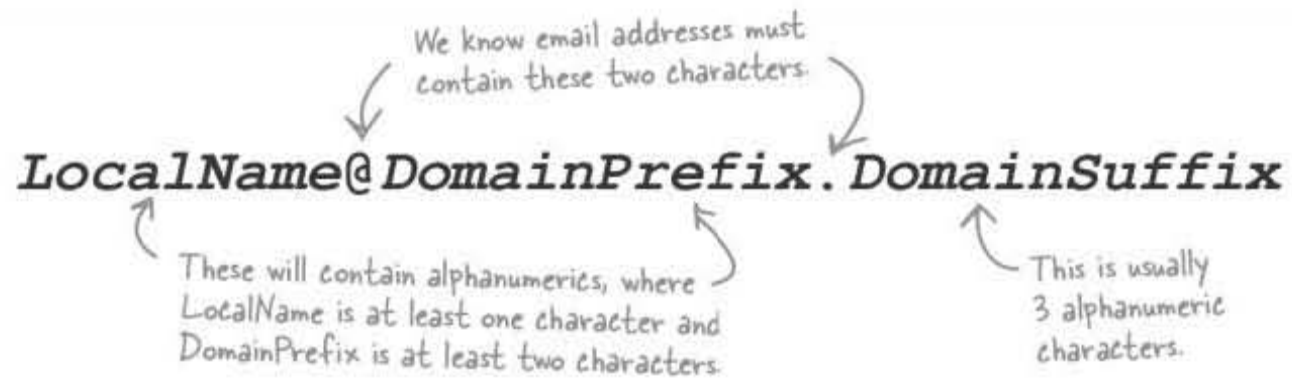 We know email addresses must
contain these two characters.
LocalName@DomainPrefix.DomainSuffix
These will contain alphanumerics, where
LocalName is at least one character and
DomainPrefix is at least two characters.
This is usually
3 alphanumeric
characters.